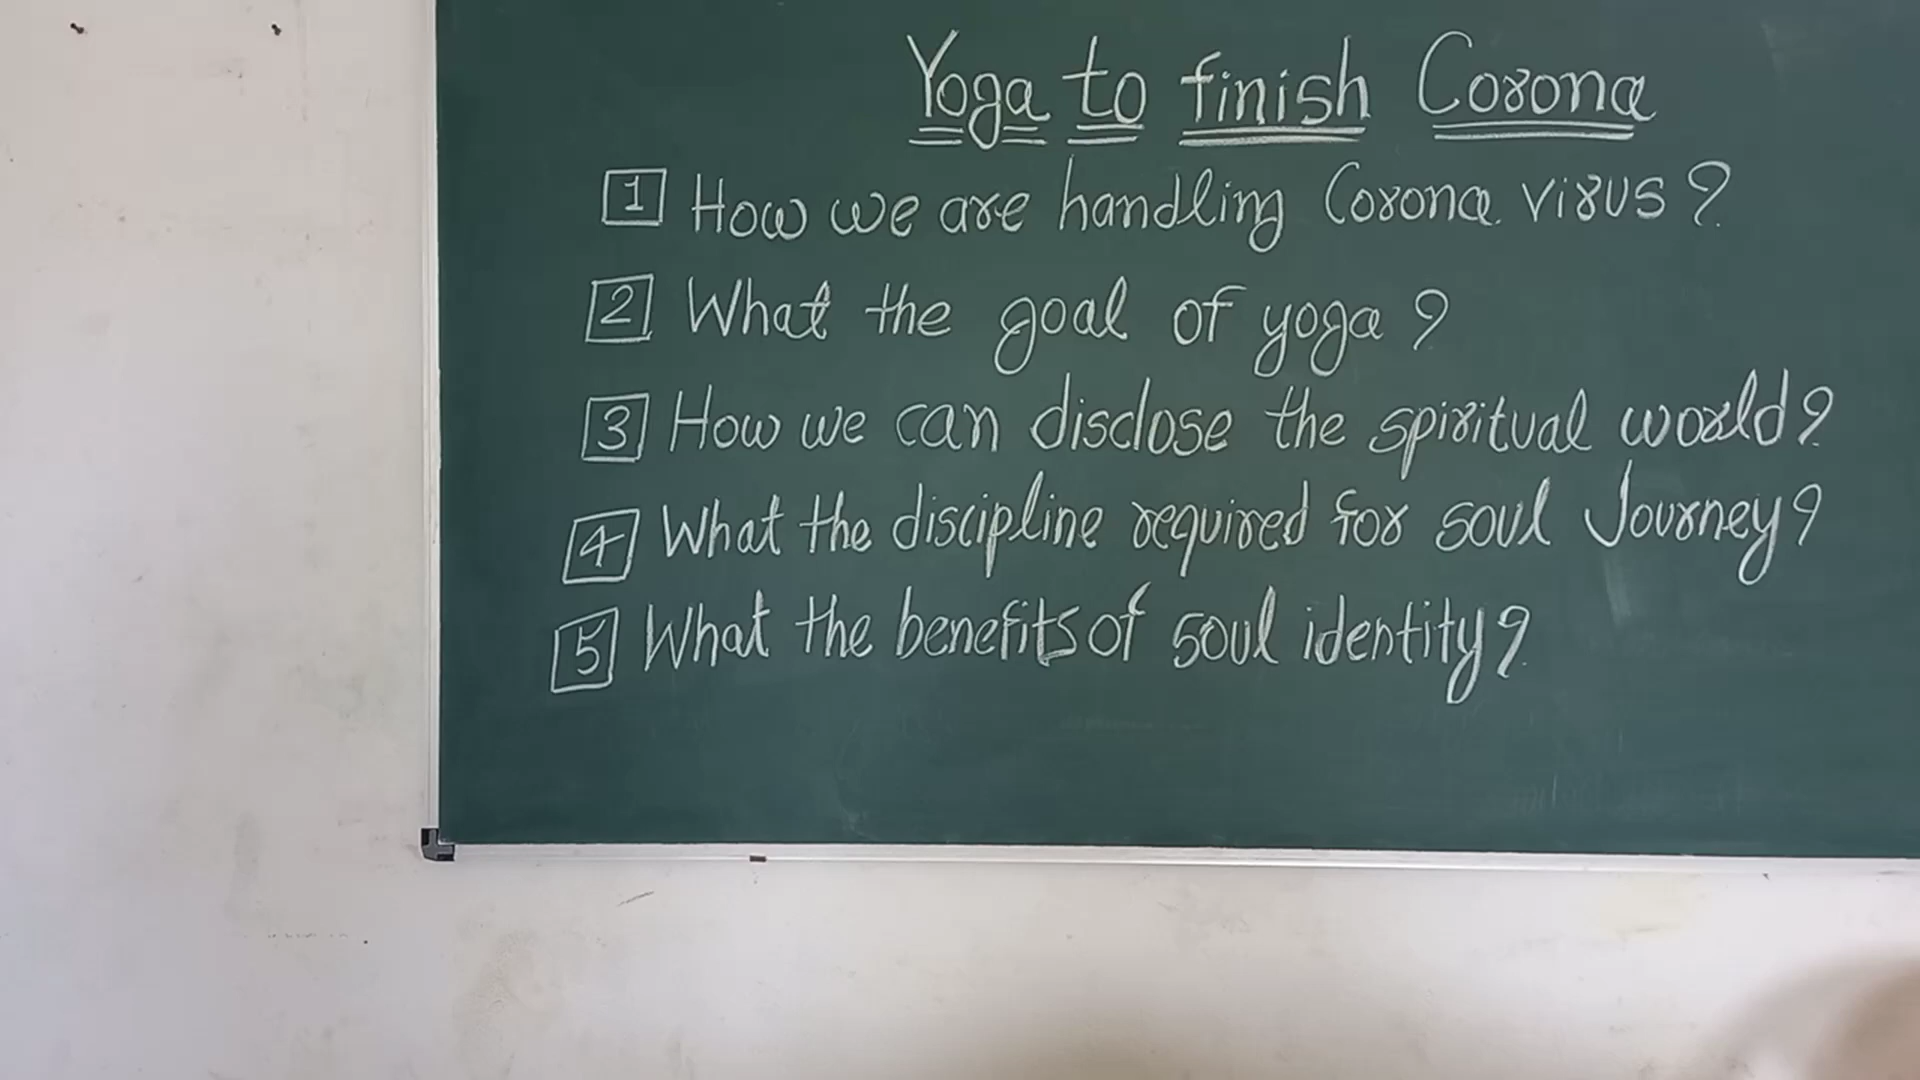 Yoga to finish Corona
1 How we are handling Corona virus?
2 What the goal of yoga?
3 How we can disclose the spiritual world?
4 What the discipline required for soul Journey?
5 What the benefits of soul identity?